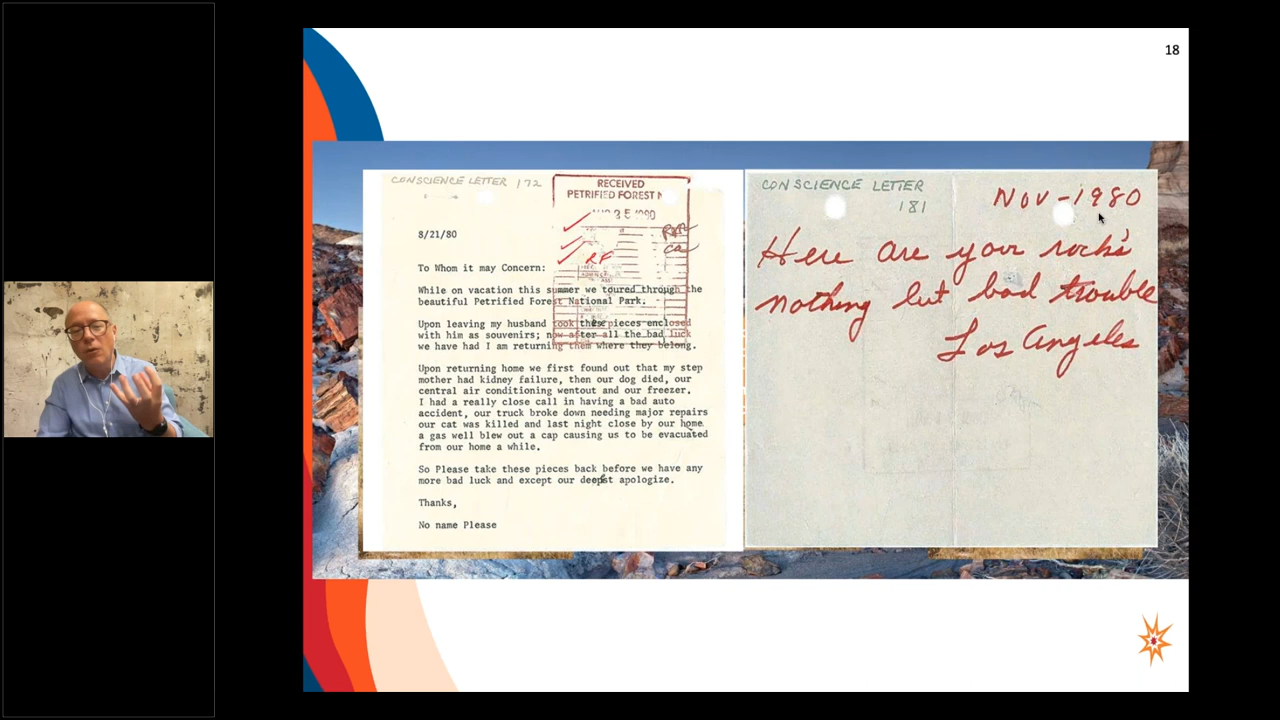 18
CONSCIENCE LETTER 172
RECEIVED
PETRIFIED FOREST N
8/21/80
RF
To Whom it may Concern:
While on vacation this summer we toured through the
beautiful Petrified Forest National Park.
Upon leaving my husband took these pieces enclosed
with him as souvenirs; now after all the bad luck
we have had I am returning them where they belong.
Upon returning home we first found out that my step
mother had kidney failure, then our dog died, our
central air conditioning wentout and our freezer.
I had a really close call in having a bad auto
accident, our truck broke down needing major repairs
our cat was killed and last night close by our home
a gas well blew out a cap causing us to be evacuated
from our home a while.
So Please take these pieces back before we have any
more bad luck and except our deepst apologize.
Thanks,
No name Please
CONSCIENCE LETTER
181
Nov-1980
Here are your rocks
nothing but bad trouble
Los Angeles